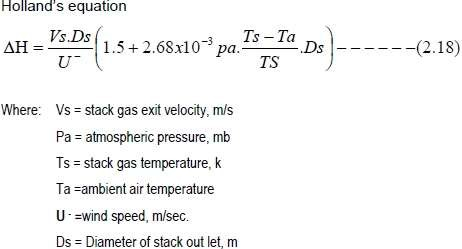 Holland's equation
ΔH = Vs.Ds / U⁻ (1.5 + 2.68x10⁻³ pa. Ts – Ta / TS .Ds) – – – – – –(2.18)
Where: Vs = stack gas exit velocity, m/s
Pa = atmospheric pressure, mb
Ts = stack gas temperature, k
Ta =ambient air temperature
U⁻ =wind speed, m/sec.
Ds = Diameter of stack out let, m